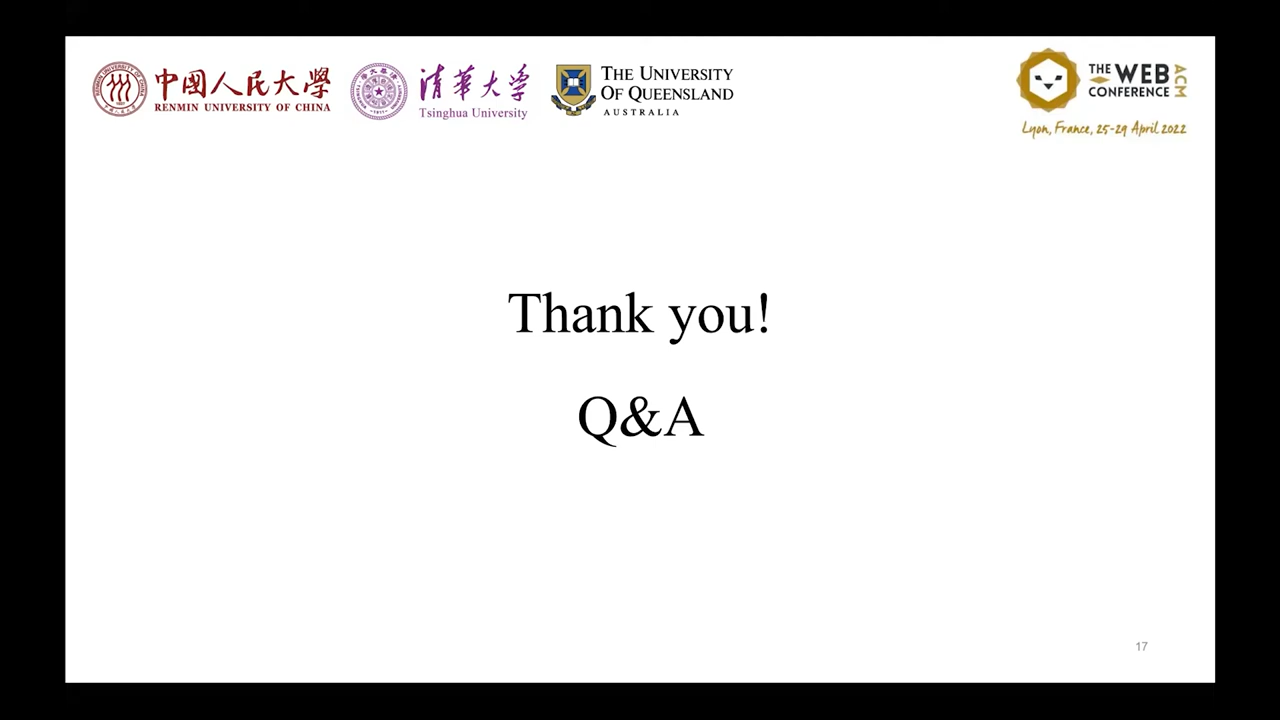 中國人民大學
RENMIN UNIVERSITY OF CHINA
清華大学
Tsinghua University
THE UNIVERSITY
OF QUEENSLAND
AUSTRALIA
THE WEB
CONFERENCE
ACM
Lyon, France, 25-29 April 2022
Thank you!
Q&A
17